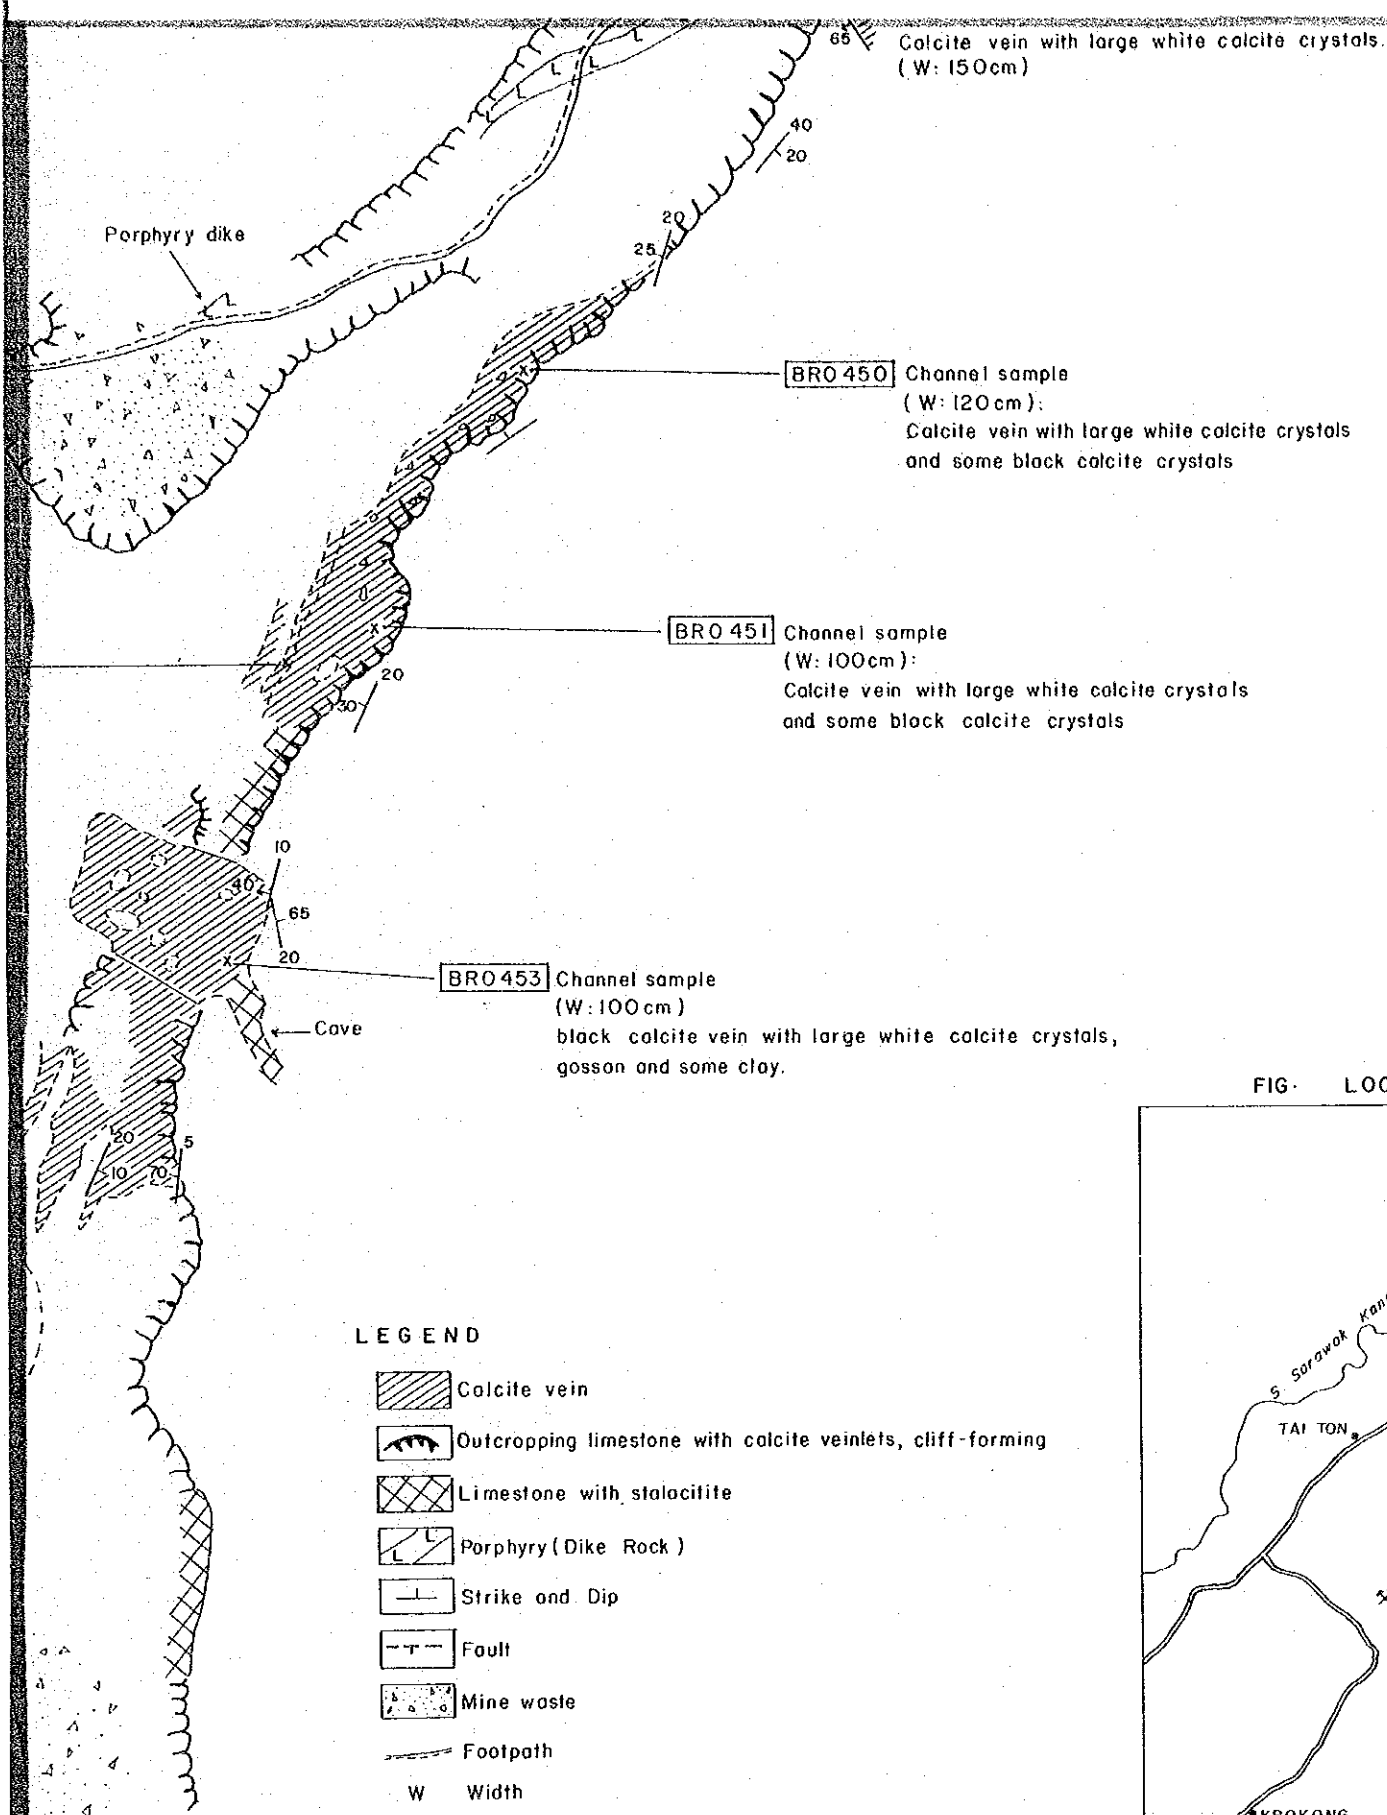 65
Calcite vein with large white calcite crystals.
(W: 150cm)
40
20
Porphyry dike
20
25
BRO 450 Channel sample
(W: 120cm):
Calcite vein with large white calcite crystals
and some black calcite crystals
BRO 451 Channel sample
(W: 100cm):
Calcite vein with large white calcite crystals
and some black calcite crystals
20
30
10
40
65
20
BRO 453 Channel sample
(W: 100cm)
black calcite vein with large white calcite crystals,
gossan and some clay.
Cave
20
5
10
70
FIG. LOC
LEGEND
Calcite vein
Outcropping limestone with calcite veinlets, cliff-forming
Limestone with stalacitite
Porphyry (Dike Rock)
Strike and Dip
Fault
Mine waste
Footpath
W Width
S. Sarawak Kan
TAI TON
KROKONG